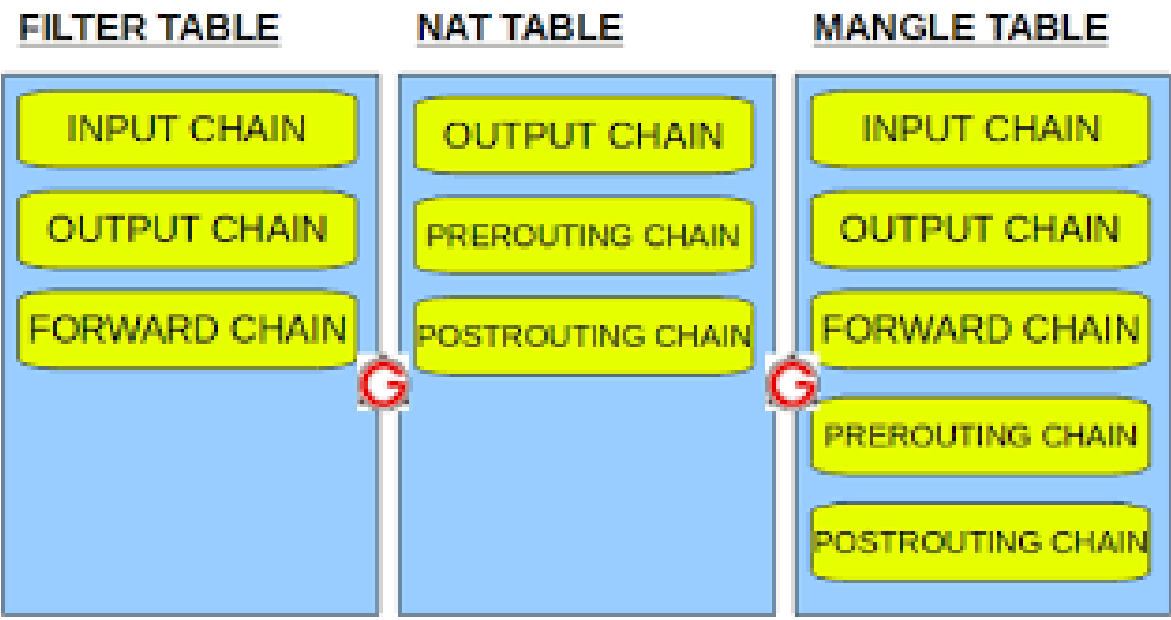 FILTER TABLE
INPUT CHAIN
OUTPUT CHAIN
FORWARD CHAIN
NAT TABLE
OUTPUT CHAIN
PREROUTING CHAIN
POSTROUTING CHAIN
MANGLE TABLE
INPUT CHAIN
OUTPUT CHAIN
FORWARD CHAIN
PREROUTING CHAIN
POSTROUTING CHAIN
G
G